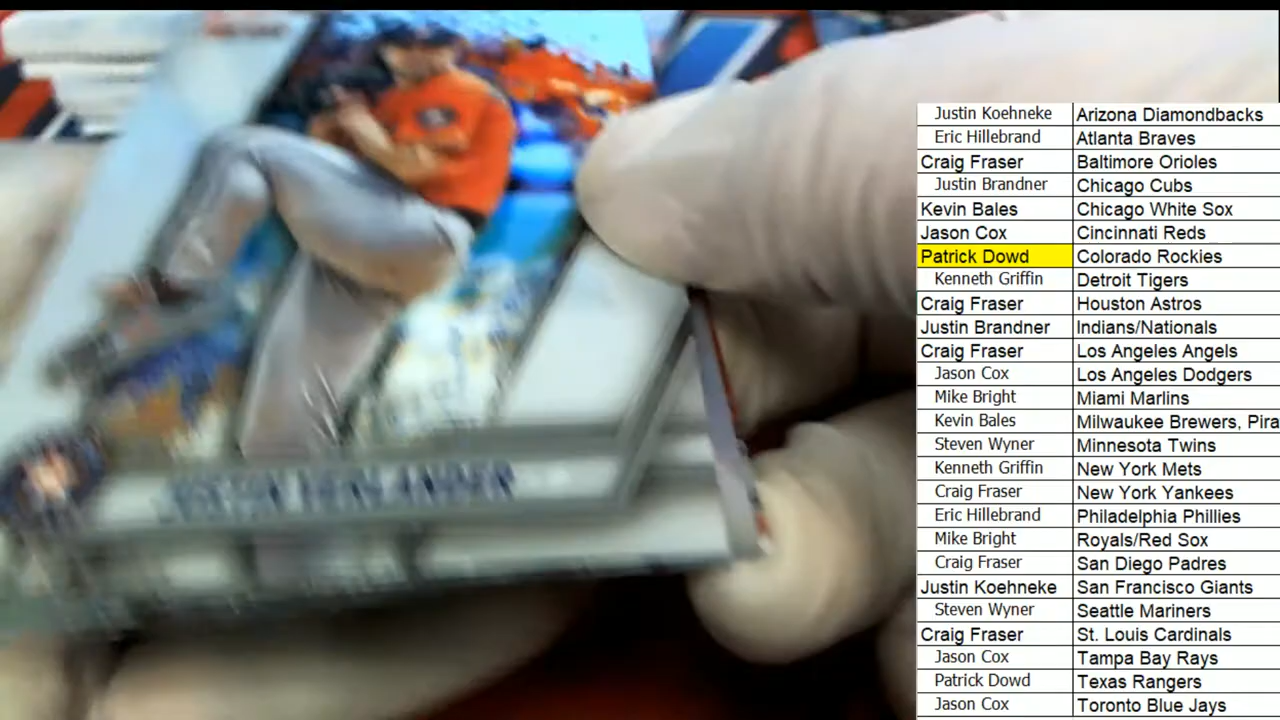 JUSTIN VERLANDER
Justin Koehneke Arizona Diamondbacks
Eric Hillebrand Atlanta Braves
Craig Fraser Baltimore Orioles
Justin Brandner Chicago Cubs
Kevin Bales Chicago White Sox
Jason Cox Cincinnati Reds
Patrick Dowd Colorado Rockies
Kenneth Griffin Detroit Tigers
Craig Fraser Houston Astros
Justin Brandner Indians/Nationals
Craig Fraser Los Angeles Angels
Jason Cox Los Angeles Dodgers
Mike Bright Miami Marlins
Kevin Bales Milwaukee Brewers, Pira
Steven Wyner Minnesota Twins
Kenneth Griffin New York Mets
Craig Fraser New York Yankees
Eric Hillebrand Philadelphia Phillies
Mike Bright Royals/Red Sox
Craig Fraser San Diego Padres
Justin Koehneke San Francisco Giants
Steven Wyner Seattle Mariners
Craig Fraser St. Louis Cardinals
Jason Cox Tampa Bay Rays
Patrick Dowd Texas Rangers
Jason Cox Toronto Blue Jays